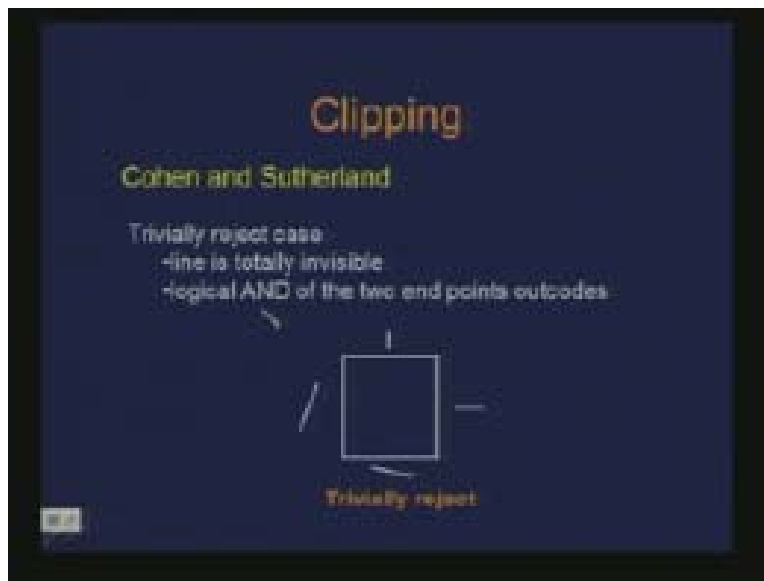 Clipping
Cohen and Sutherland
Trivially reject case
•line is totally invisible
•logical AND of the two end points outcodes
Trivially reject